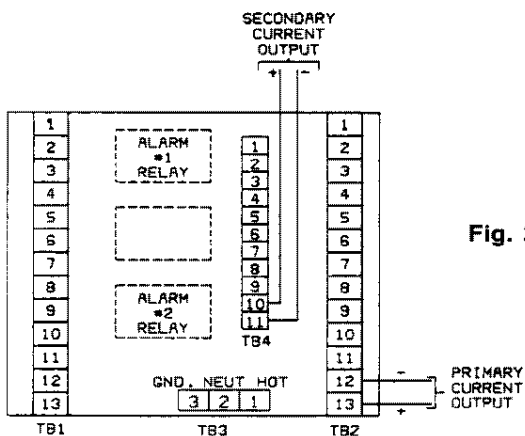 SECONDARY
CURRENT
OUTPUT
+ -
1
2
3
4
5
6
7
8
9
10
11
12
13
TB1
ALARM
#1
RELAY
ALARM
#2
RELAY
1
2
3
4
5
6
7
8
9
10
11
TB4
GND. NEUT HOT
3 2 1
TB3
1
2
3
4
5
6
7
8
9
10
11
12
13
TB2
-
PRIMARY
CURRENT
OUTPUT
+
Fig.